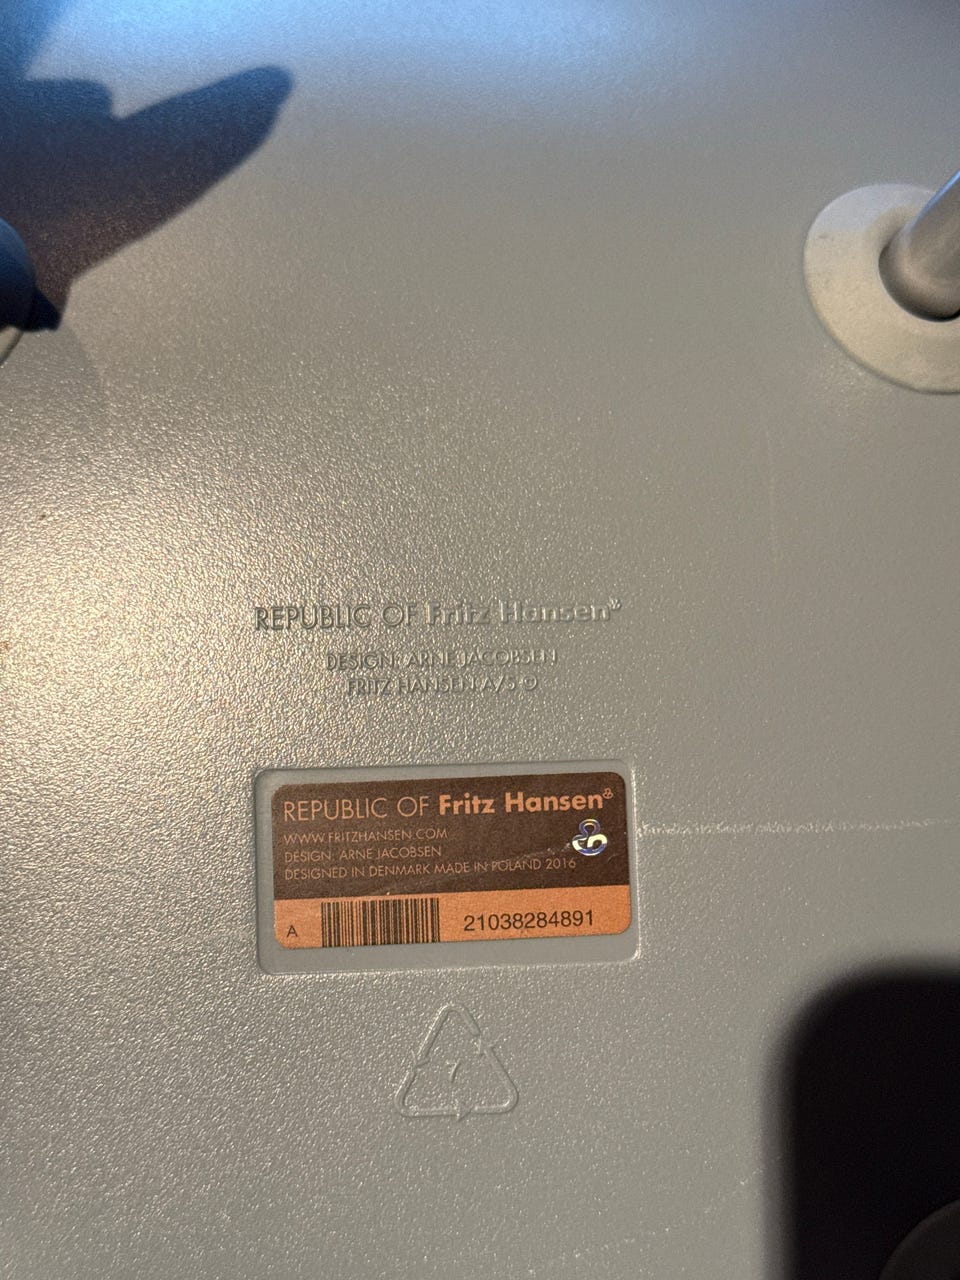 REPUBLIC OF Fritz Hansen®
DESIGN: ARNE JACOBSEN
FRITZ HANSEN A/S ©
REPUBLIC OF Fritz Hansen
WWW.FRITZHANSEN.COM
DESIGN: ARNE JACOBSEN
DESIGNED IN DENMARK MADE IN POLAND 2016
A 21038284891
7